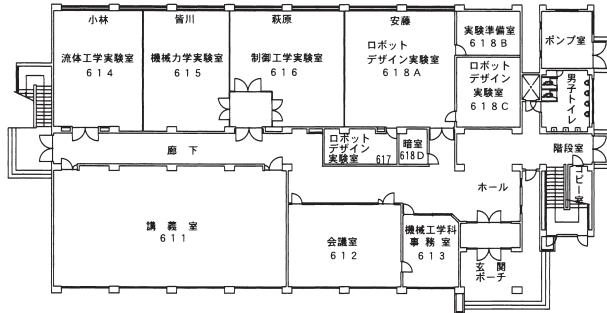 小林
流体工学実験室
614
皆川
機械力学実験室
615
萩原
制御工学実験室
616
安藤
ロボット
デザイン実験室
618A
実験準備室
618B
ロボット
デザイン
実験室
618C
ポンプ室
男子トイレ
廊下
ロボット
デザイン
実験室 617
暗室
618D
階段室
コピー室
ホール
講義室
611
会議室
612
機械工学科
事務室
613
玄関
ポーチ